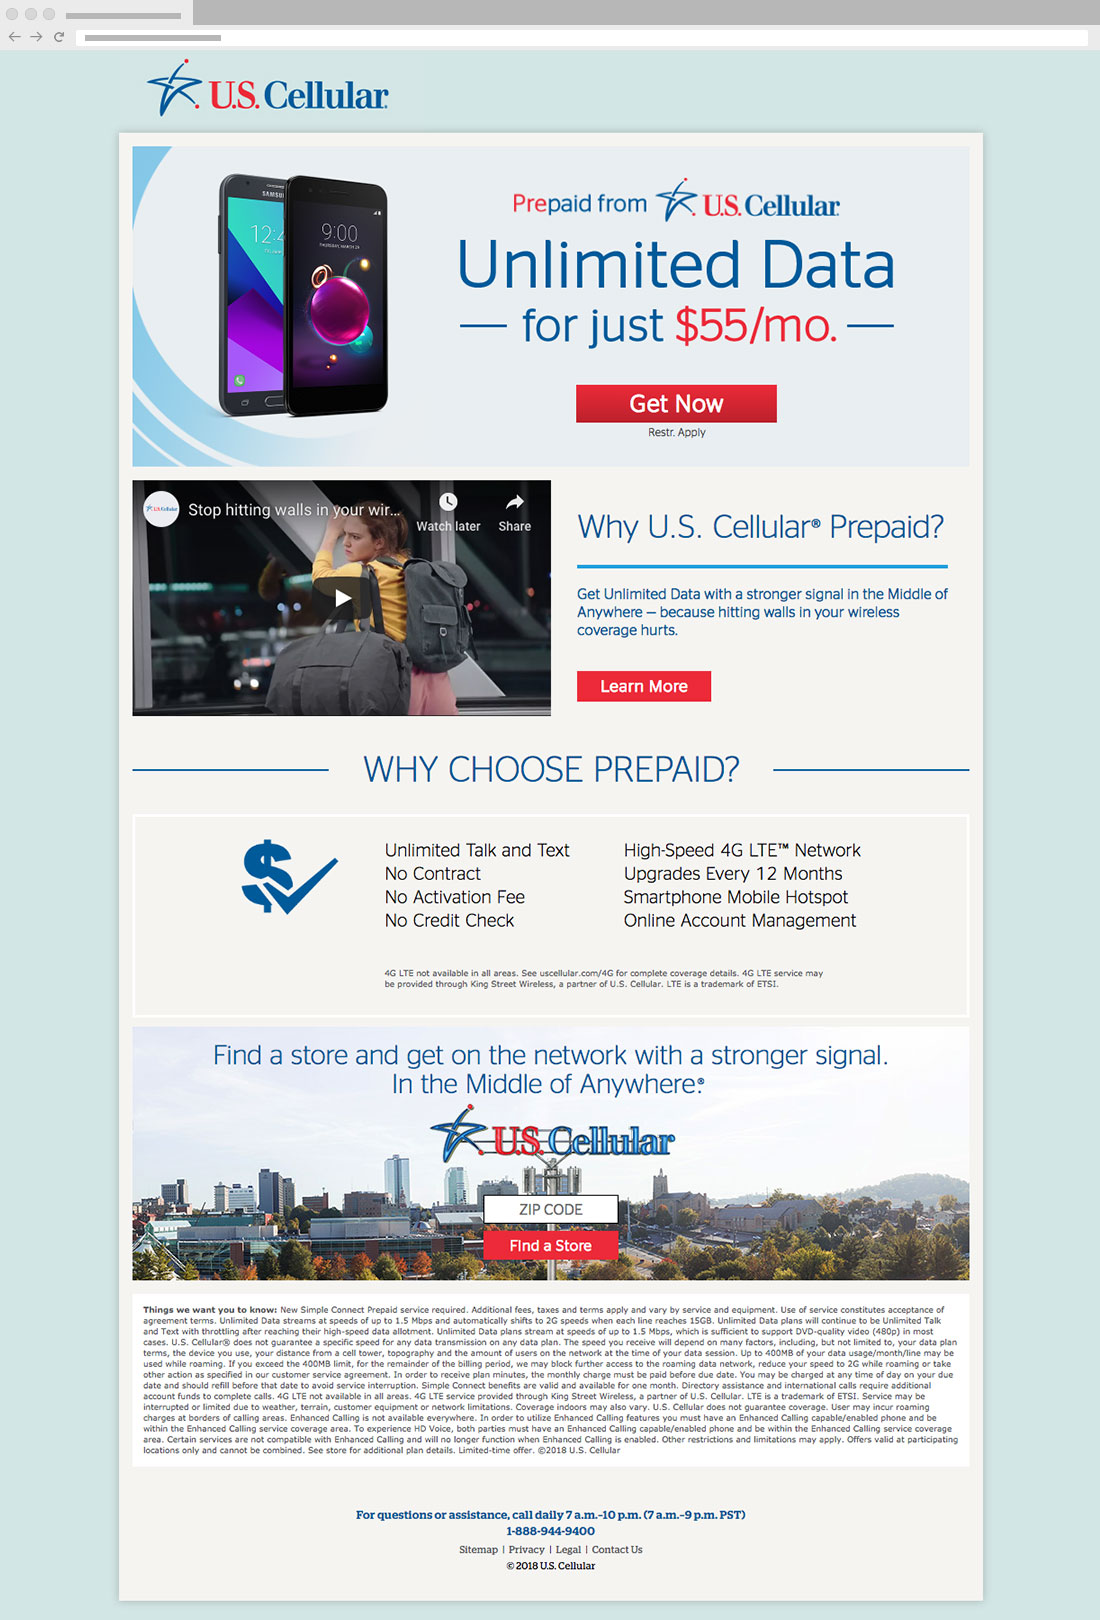 U.S. Cellular
Prepaid from U.S. Cellular
Unlimited Data
for just $55/mo.
Get Now
Restr. Apply
SAMSU
12:4
9:00
THURSDAY, MARCH 29
U.S. Cellular
Stop hitting walls in your wir...
Watch later
Share
Why U.S. Cellular® Prepaid?
Get Unlimited Data with a stronger signal in the Middle of
Anywhere – because hitting walls in your wireless
coverage hurts.
Learn More
WHY CHOOSE PREPAID?
Unlimited Talk and Text
No Contract
No Activation Fee
No Credit Check
High-Speed 4G LTE™ Network
Upgrades Every 12 Months
Smartphone Mobile Hotspot
Online Account Management
4G LTE not available in all areas. See uscellular.com/4G for complete coverage details. 4G LTE service may
be provided through King Street Wireless, a partner of U.S. Cellular. LTE is a trademark of ETSI.
Find a store and get on the network with a stronger signal.
In the Middle of Anywhere.®
U.S. Cellular
ZIP CODE
Find a Store
Things we want you to know: New Simple Connect Prepaid service required. Additional fees, taxes and terms apply and vary by service and equipment. Use of service constitutes acceptance of
agreement terms. Unlimited Data streams at speeds of up to 1.5 Mbps and automatically shifts to 2G speeds when each line reaches 15GB. Unlimited Data plans will continue to be Unlimited Talk
and Text with throttling after reaching their high-speed data allotment. Unlimited Data plans stream at speeds of up to 1.5 Mbps, which is sufficient to support DVD-quality video (480p) in most
cases. U.S. Cellular® does not guarantee specific speed for any data transmission on any data plan. The speed you receive will depend on many factors, including, but not limited to, your data plan
terms, the device you use, your distance from a cell tower, topography and the amount of users on the network at the time of your data session. Up to 400MB of your data usage/month/line may be
used while roaming. If you exceed the 400MB limit, for the remainder of the billing period, we may block further access to the roaming data network, reduce your speed to 2G while roaming or take
other action as specified in our customer service agreement. In order to receive plan minutes, the monthly charge must be paid before due date. You may be charged at any time of day on your due
date and should refill before that date to avoid service interruption. Simple Connect benefits are valid and available for one month. Directory assistance and international calls require additional
account funds to complete calls. 4G LTE not available in all areas. 4G LTE service provided through King Street Wireless, a partner of U.S. Cellular. LTE is a trademark of ETSI. Service may be
interrupted or limited due to weather, terrain, customer equipment or network limitations. Coverage indoors may also vary. U.S. Cellular does not guarantee coverage. User may incur roaming
charges at borders of calling areas. Enhanced Calling is not available everywhere. In order to utilize Enhanced Calling features you must have an Enhanced Calling capable/enabled phone and be
within the Enhanced Calling service coverage area. To experience HD Voice, both parties must have an Enhanced Calling capable/enabled phone and be within the Enhanced Calling service coverage
area. Certain services are not compatible with Enhanced Calling and will no longer function when Enhanced Calling is enabled. Other restrictions and limitations may apply. Offers valid at participating
locations only and cannot be combined. See store for additional plan details. Limited-time offer. ©2018 U.S. Cellular
For questions or assistance, call daily 7 a.m.–10 p.m. (7 a.m.–9 p.m. PST)
1-888-944-9400
Sitemap | Privacy | Legal | Contact Us
© 2018 U.S. Cellular